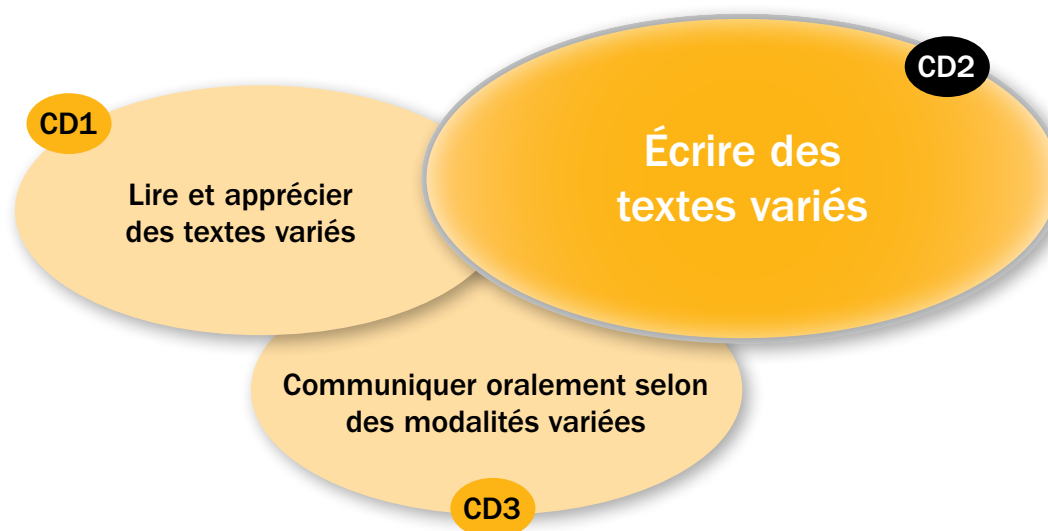 CD1
Lire et apprécier
des textes variés
CD2
Écrire des
textes variés
Communiquer oralement selon
des modalités variées
CD3